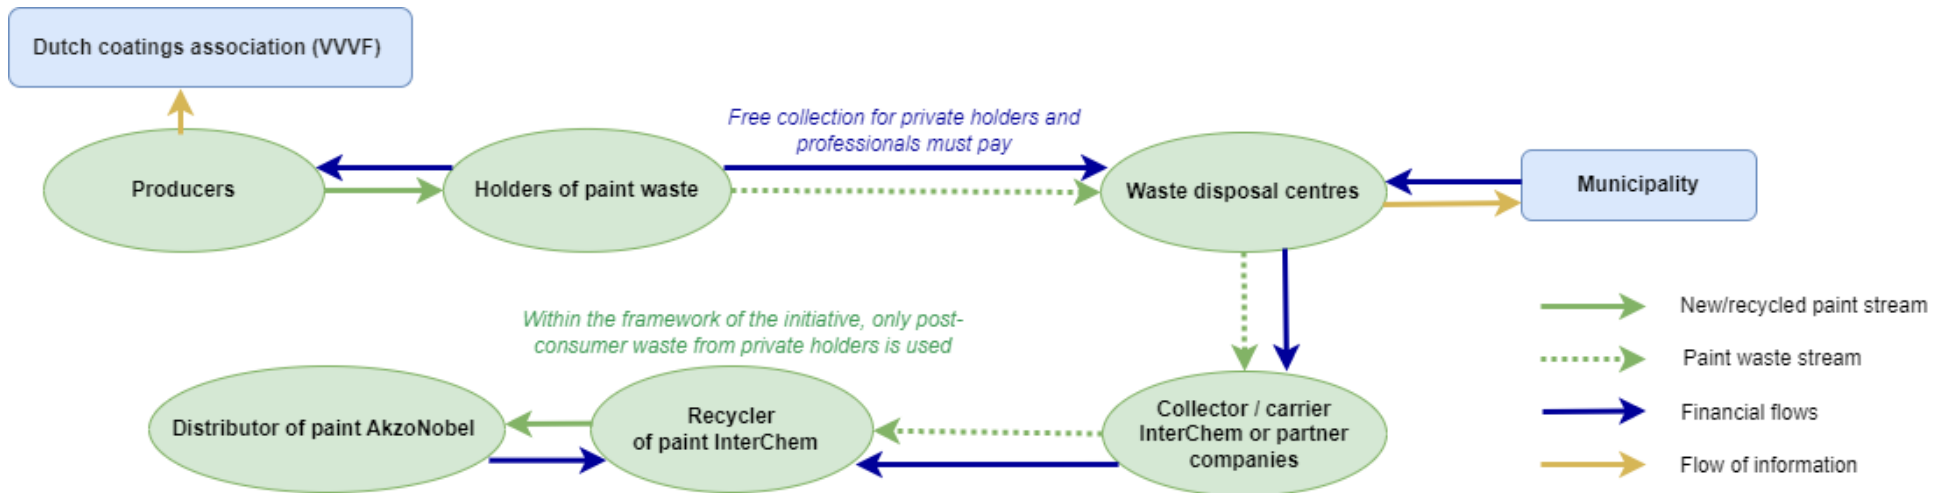 Dutch coatings association (VVVF)
Free collection for private holders and
professionals must pay
Producers
Holders of paint waste
Waste disposal centres
Municipality
New/recycled paint stream
Within the framework of the initiative, only post-
consumer waste from private holders is used
Paint waste stream
Distributor of paint AkzoNobel
Recycler
of paint InterChem
Collector / carrier
InterChem or partner
companies
Financial flows
Flow of information